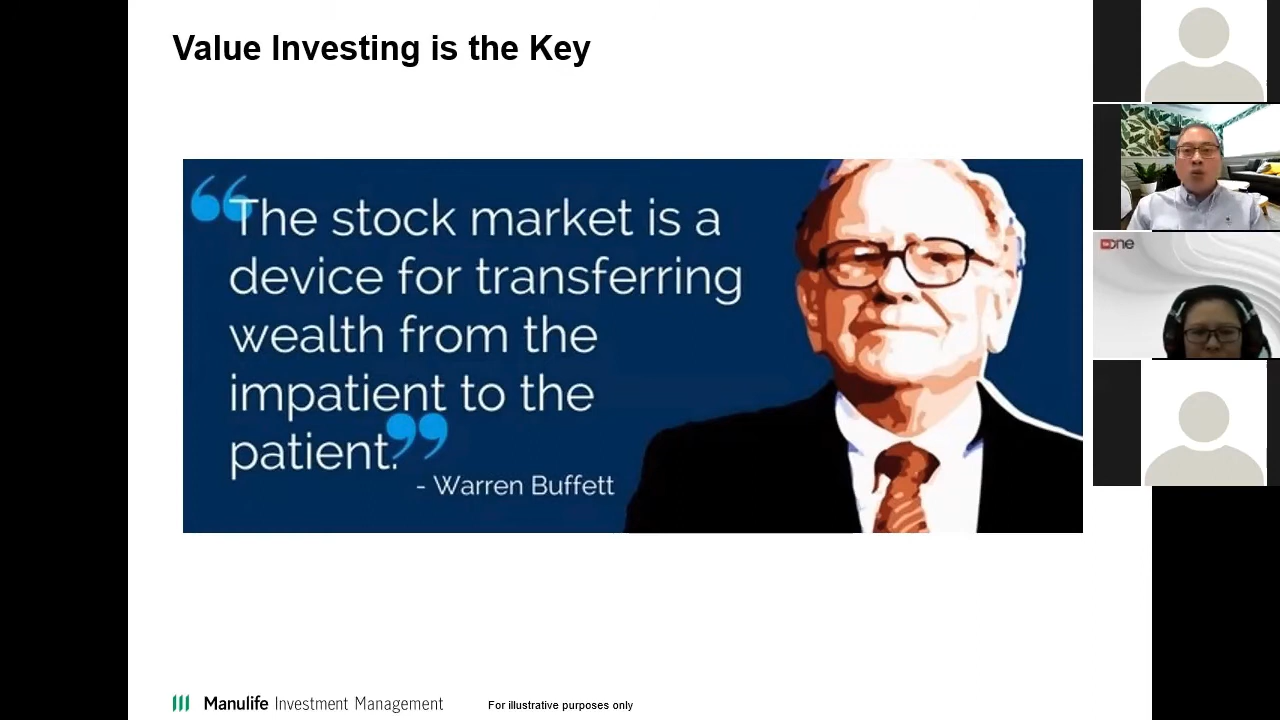 Value Investing is the Key
“The stock market is a
device for transferring
wealth from the
impatient to the
patient.”
- Warren Buffett
Manulife Investment Management
For illustrative purposes only
one